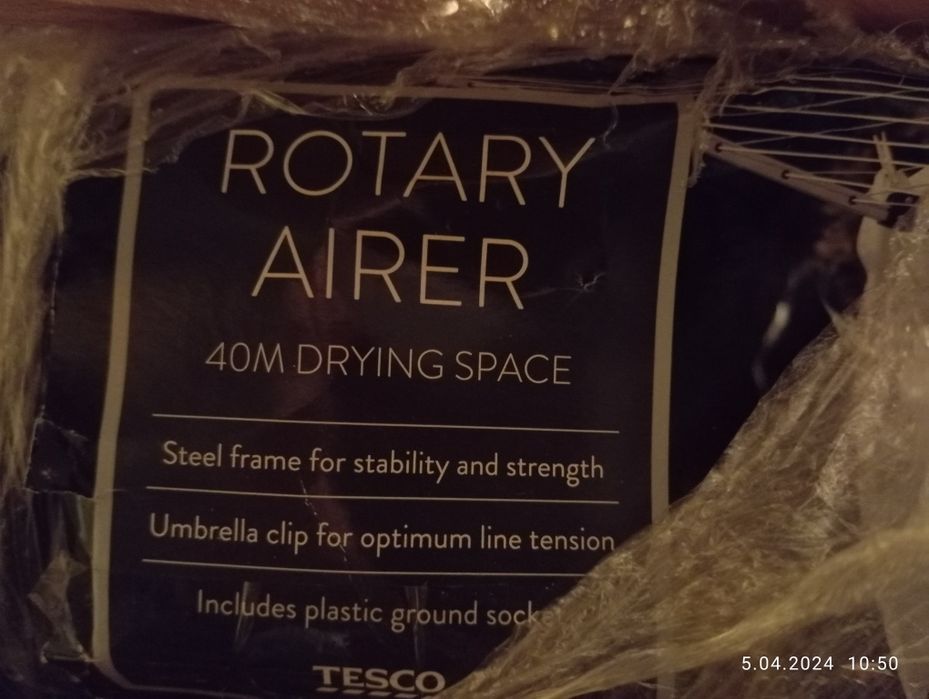 ROTARY
AIRER
40M DRYING SPACE
Steel frame for stability and strength
Umbrella clip for optimum line tension
Includes plastic ground socke
TESCO
5.04.2024 10:50